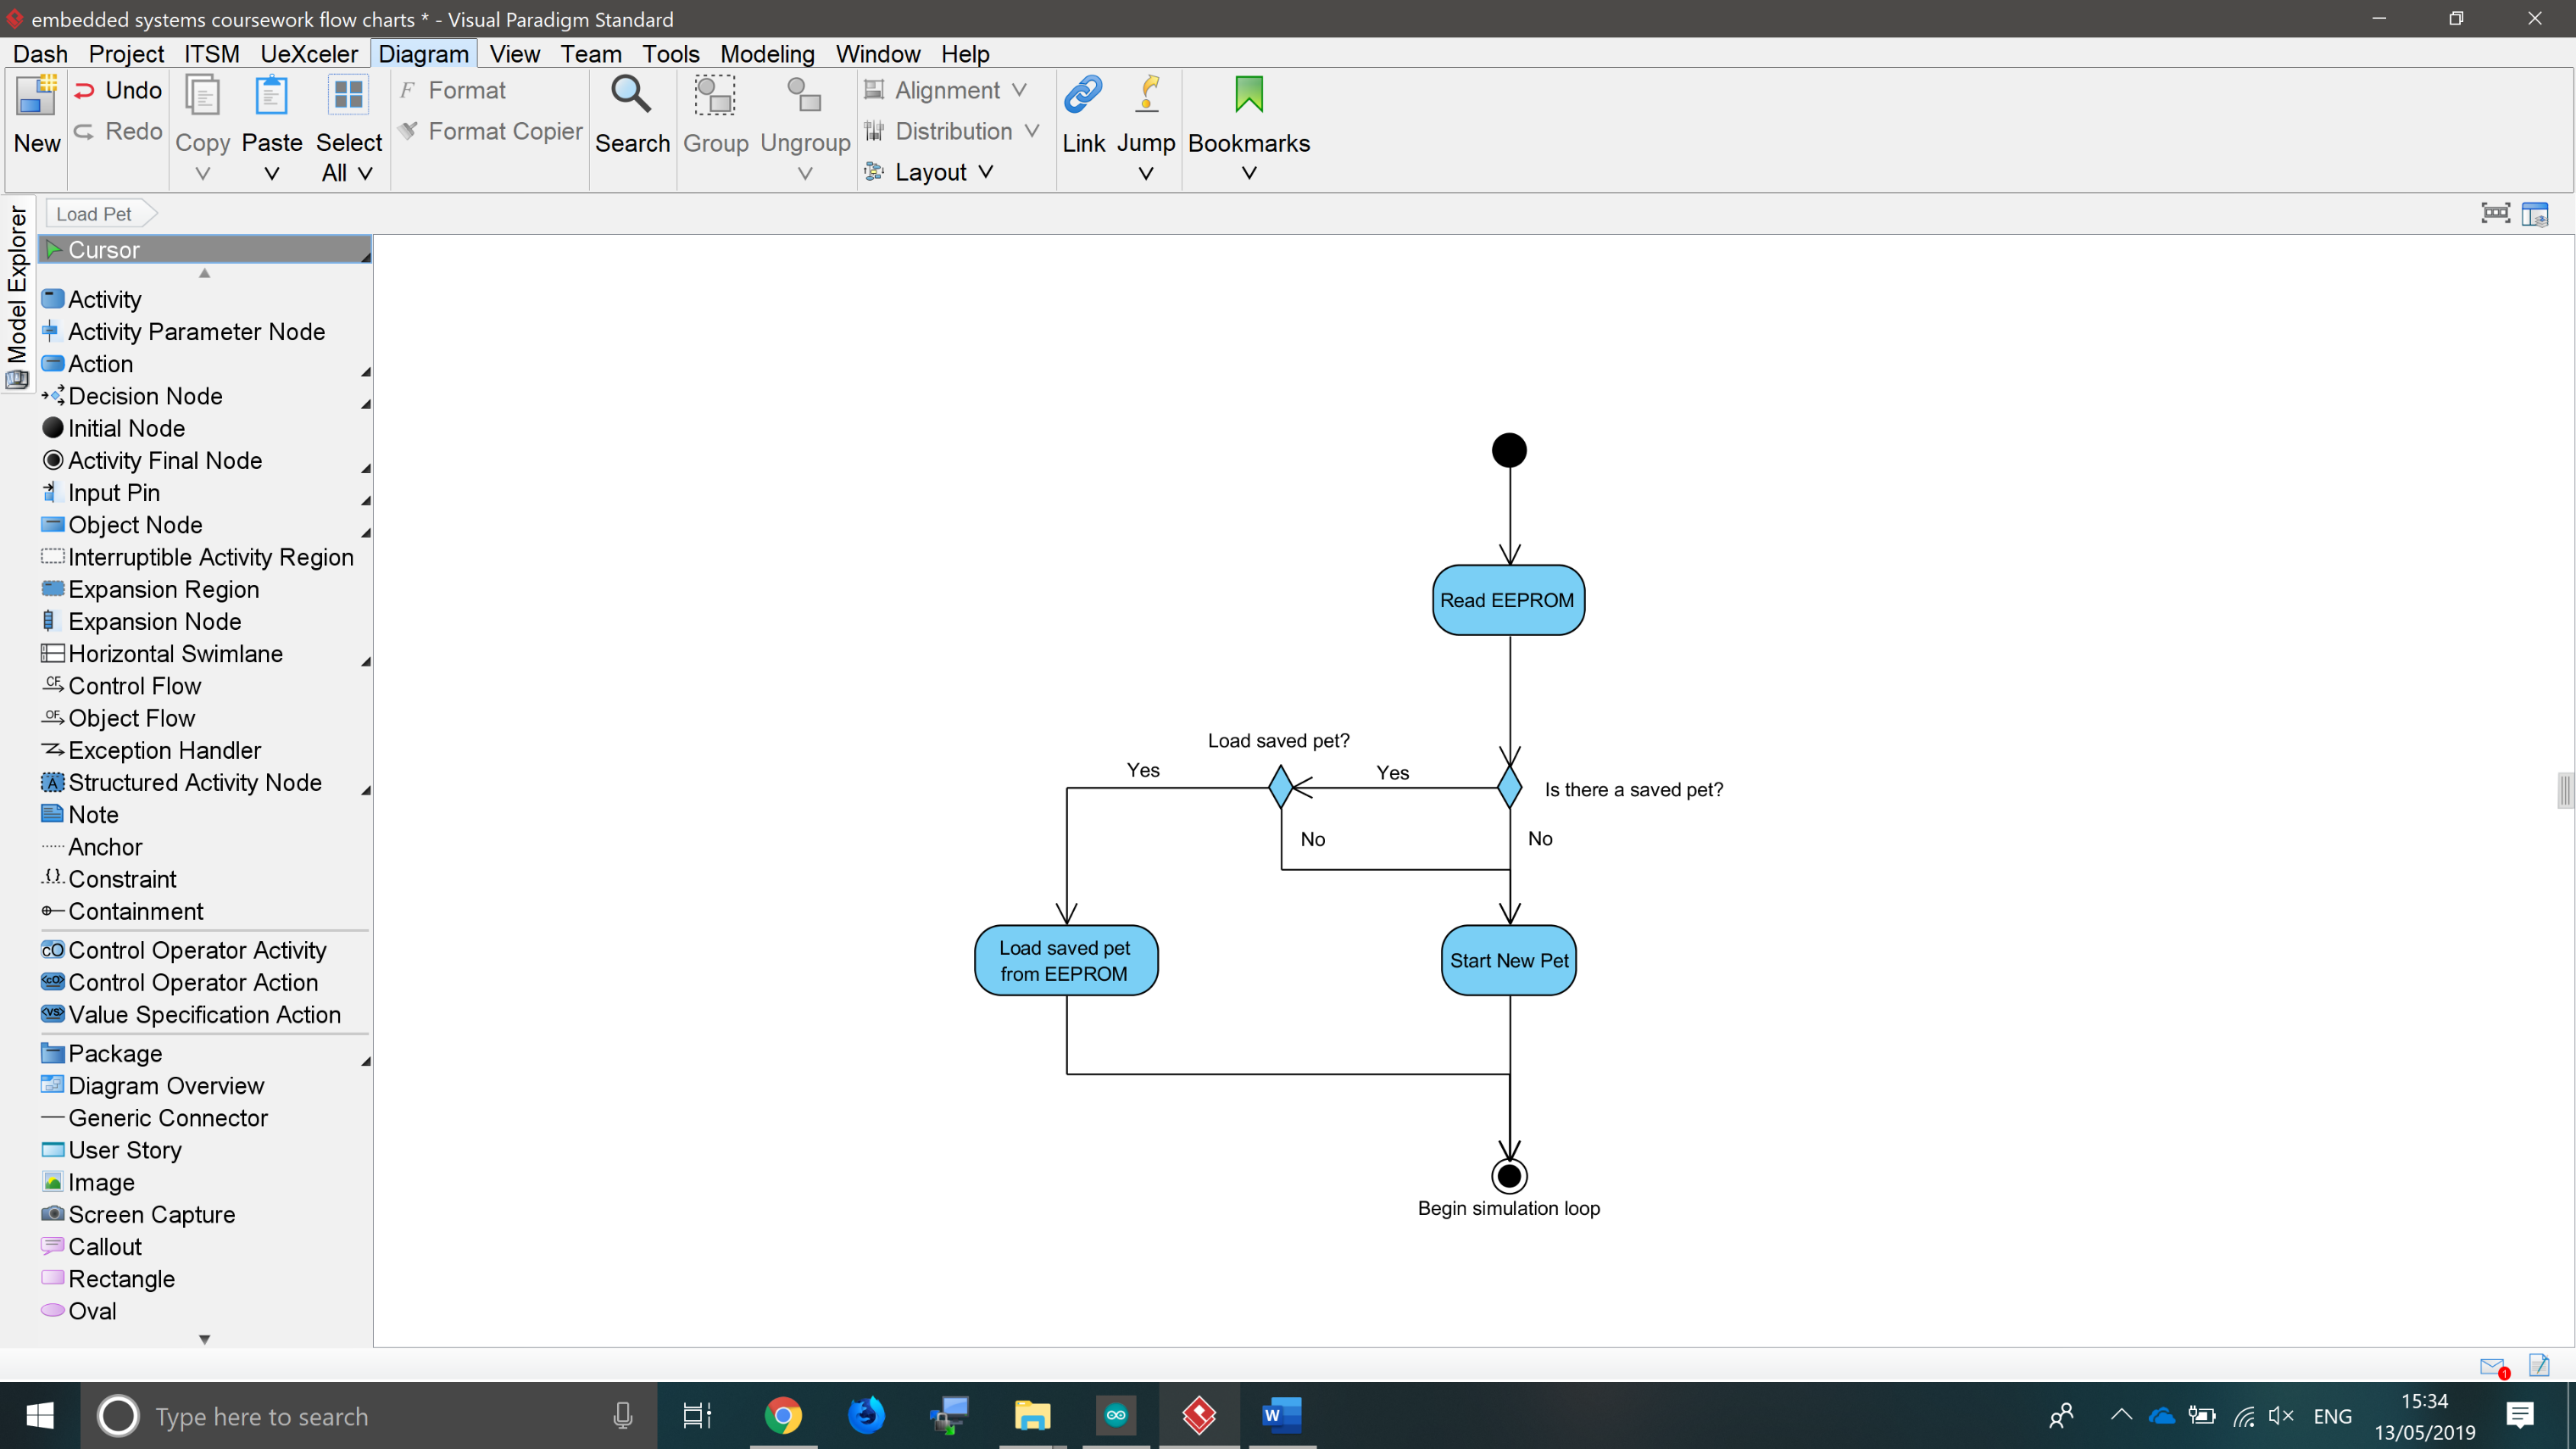 embedded systems coursework flow charts * - Visual Paradigm Standard
Dash Project ITSM UeXceler Diagram View Team Tools Modeling Window Help
New
Undo
Redo
Copy
Paste
Select
All
Format
Format Copier
Search
Group
Ungroup
Alignment
Distribution
Layout
Link
Jump
Bookmarks
Model Explorer
Load Pet
Cursor
Activity
Activity Parameter Node
Action
Decision Node
Initial Node
Activity Final Node
Input Pin
Object Node
Interruptible Activity Region
Expansion Region
Expansion Node
Horizontal Swimlane
CF Control Flow
OF Object Flow
Exception Handler
A Structured Activity Node
Note
Anchor
{} Constraint
Containment
cO Control Operator Activity
«cO» Control Operator Action
«vs» Value Specification Action
Package
Diagram Overview
Generic Connector
User Story
Image
Screen Capture
Callout
Rectangle
Oval
Read EEPROM
Load saved pet?
Yes
Yes
Is there a saved pet?
No
No
Load saved pet
from EEPROM
Start New Pet
Begin simulation loop
1
Type here to search
W
ENG
15:34
13/05/2019